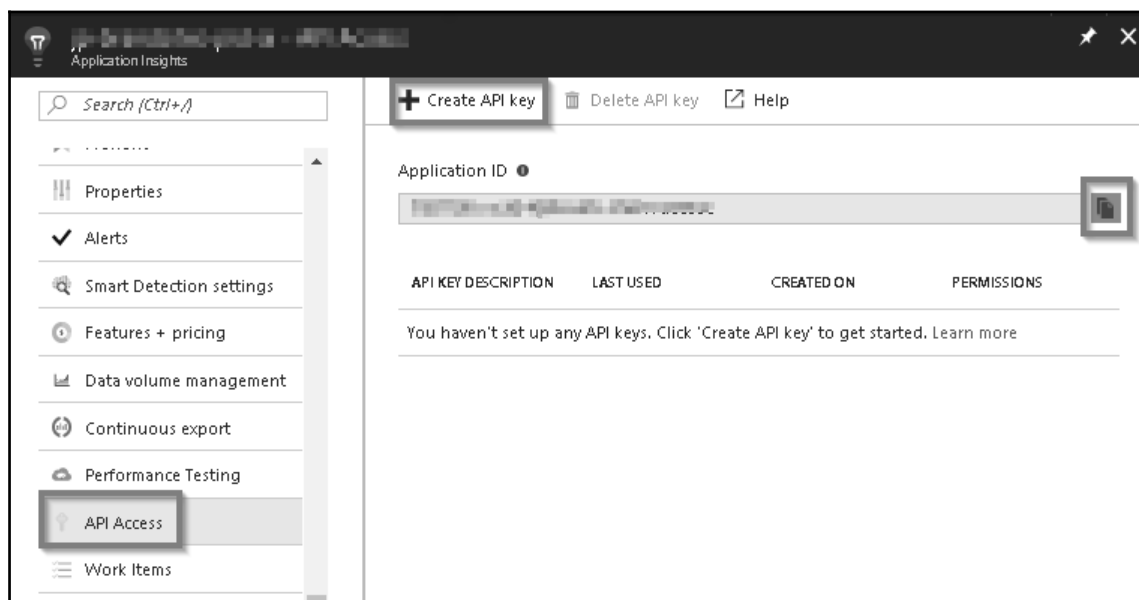 Application Insights
Search (Ctrl+/)
Properties
Alerts
Smart Detection settings
Features + pricing
Data volume management
Continuous export
Performance Testing
API Access
Work Items
Create API key
Delete API key
Help
Application ID
API KEY DESCRIPTION LAST USED CREATED ON PERMISSIONS
You haven't set up any API keys. Click 'Create API key' to get started. Learn more